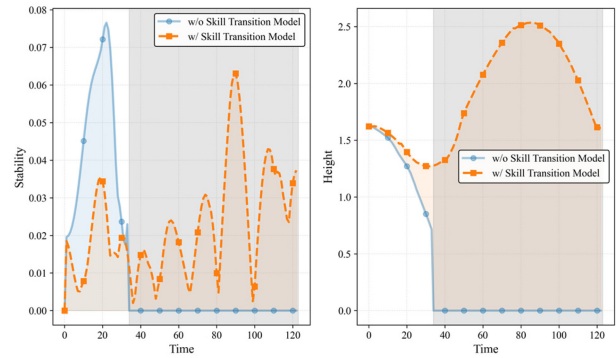 0.08
0.07
0.06
0.05
0.04
0.03
0.02
0.01
0.00
Stability
w/o Skill Transition Model
w/ Skill Transition Model
0 20 40 60 80 100 120
Time
2.5
2.0
1.5
1.0
0.5
0.0
Height
w/o Skill Transition Model
w/ Skill Transition Model
0 20 40 60 80 100 120
Time